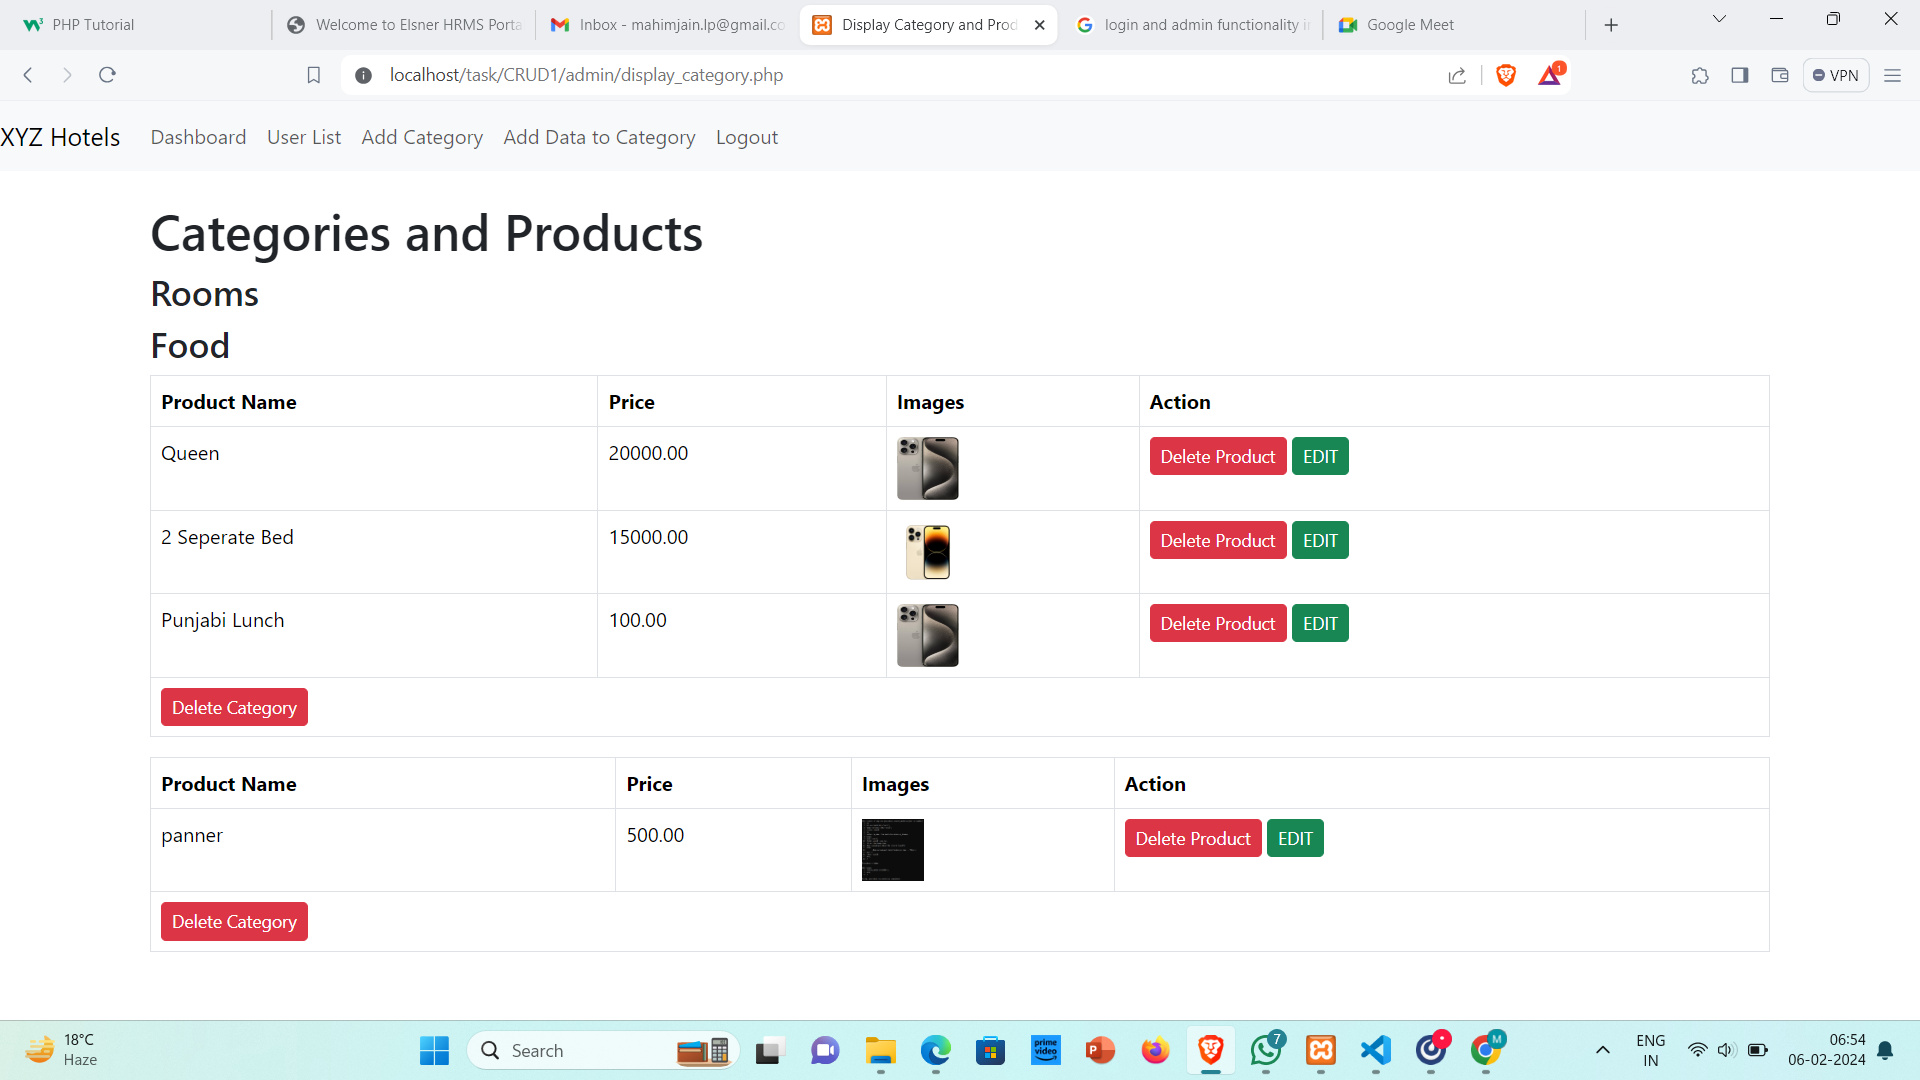 PHP Tutorial
Welcome to Elsner HRMS Porta
Inbox - mahimjain.lp@gmail.co
Display Category and Prod
login and admin functionality in
Google Meet
localhost/task/CRUD1/admin/display_category.php
1
VPN
XYZ Hotels Dashboard User List Add Category Add Data to Category Logout
Categories and Products
Rooms
Food
Product Name Price Images Action
Queen 20000.00 Delete Product EDIT
2 Seperate Bed 15000.00 Delete Product EDIT
Punjabi Lunch 100.00 Delete Product EDIT
Delete Category
Product Name Price Images Action
panner 500.00 Delete Product EDIT
Delete Category
18°C
Haze
Search
prime video
P
7
M
ENG
IN
06:54
06-02-2024